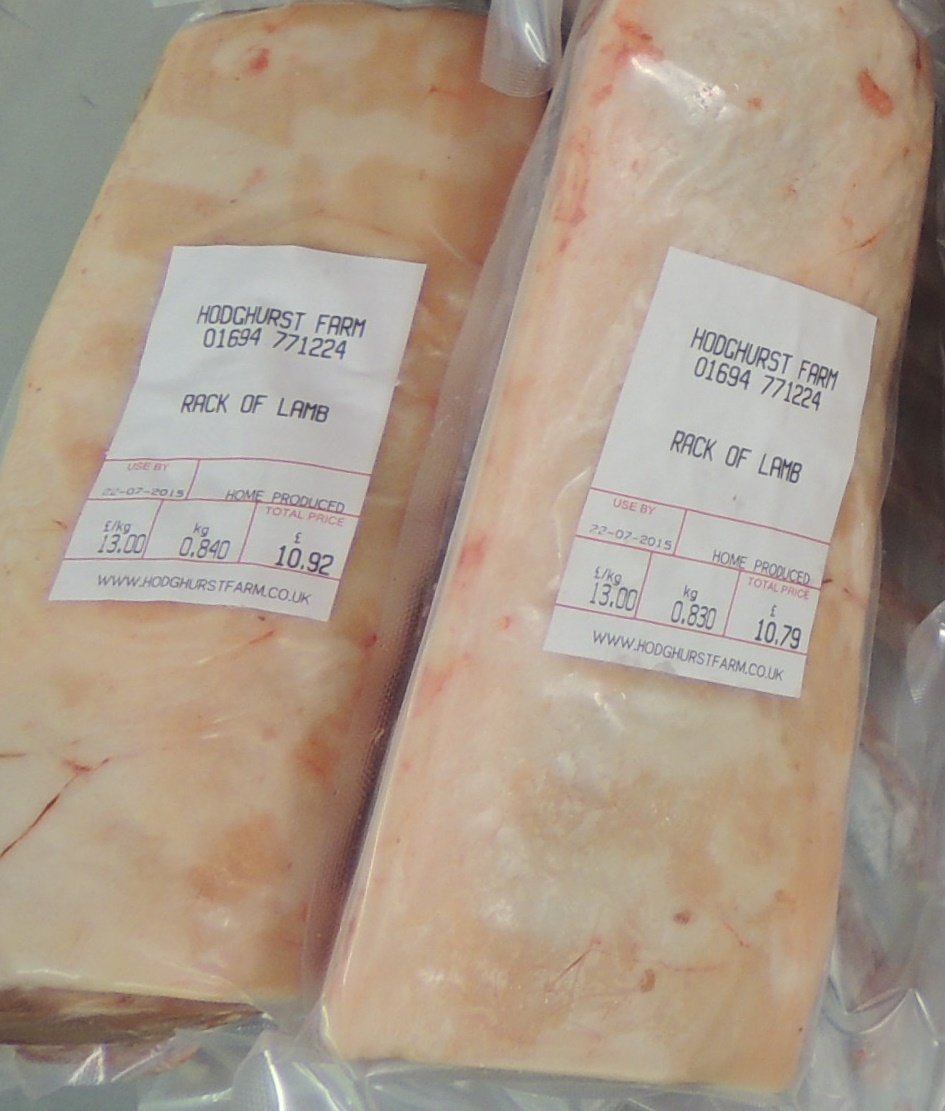 HODGHURST FARM
01694 771224
RACK OF LAMB
USE BY
22-07-2015
HOME PRODUCED
£/kg
13.00
kg
0.840
TOTAL PRICE
£
10.92
WWW.HODGHURSTFARM.CO.UK
HODGHURST FARM
01694 771224
RACK OF LAMB
USE BY
22-07-2015
HOME PRODUCED
£/kg
13.00
kg
0.830
TOTAL PRICE
£
10.79
WWW.HODGHURSTFARM.CO.UK